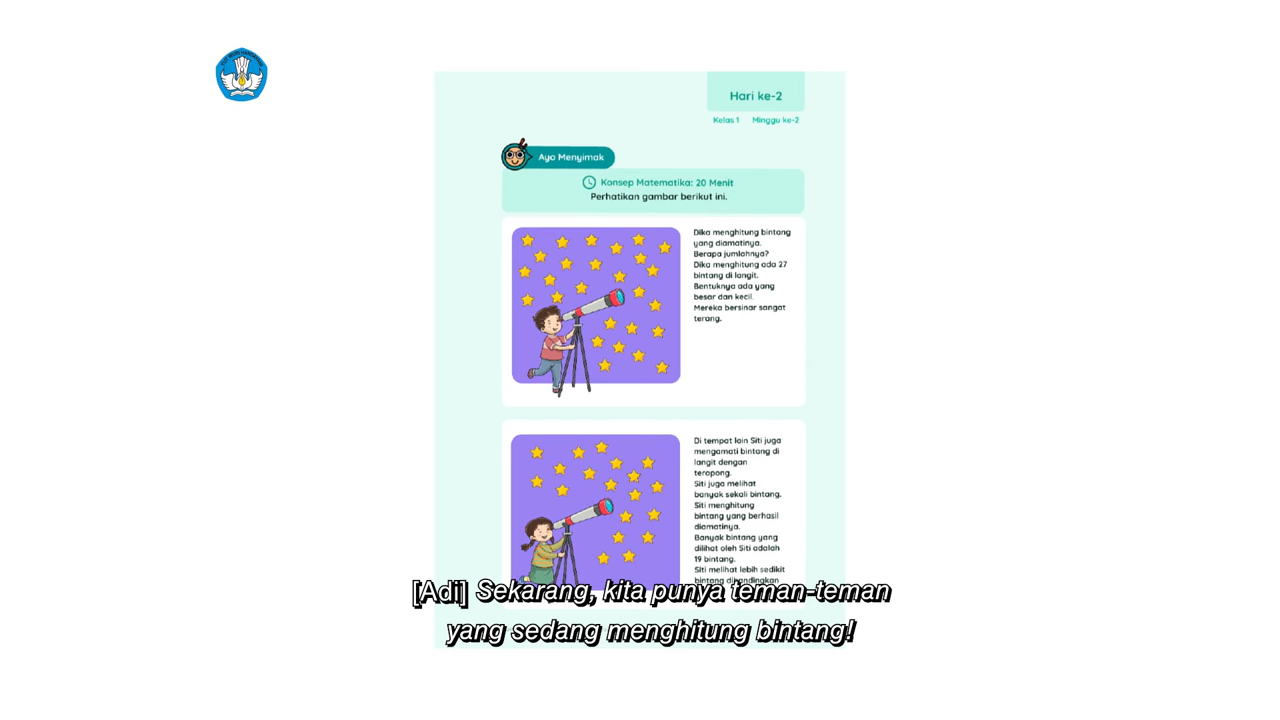 Hari ke-2
Kelas 1 Minggu ke-2
Ayo Menyimak
Konsep Matematika: 20 Menit
Perhatikan gambar berikut ini.
Dika menghitung bintang
yang diamatinya.
Berapa jumlahnya?
Dika menghitung ada 27
bintang di langit.
Bentuknya ada yang
besar dan kecil.
Mereka bersinar sangat
terang.
Di tempat lain Siti juga
mengamati bintang di
langit dengan
teropong.
Siti juga melihat
banyak sekali bintang.
Siti menghitung
bintang yang berhasil
diamatinya.
Banyak bintang yang
dilihat oleh Siti adalah
19 bintang.
Siti melihat lebih sedikit
bintang dibandingkan
[Adi] Sekarang, kita punya teman-teman
yang sedang menghitung bintang!